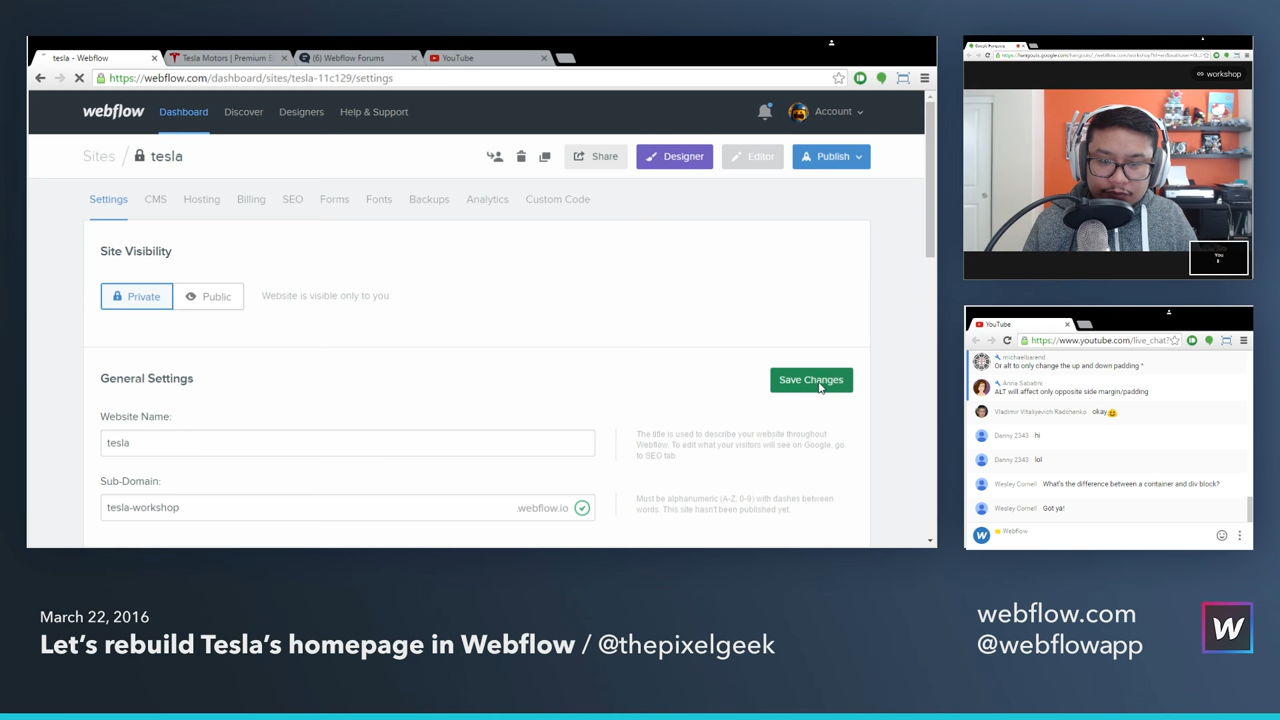 tesla - Webflow
Tesla Motors | Premium
(6) Webflow Forums
YouTube
https://webflow.com/dashboard/sites/tesla-11c129/settings
webflow
Dashboard
Discover
Designers
Help & Support
Account
Sites / tesla
Share
Designer
Editor
Publish
Settings
CMS
Hosting
Billing
SEO
Forms
Fonts
Backups
Analytics
Custom Code
Site Visibility
Private
Public
Website is visible only to you
General Settings
Save Changes
Website Name:
tesla
The title is used to describe your website throughout
Webflow. To edit what your visitors will see on Google, go
to SEO tab.
Sub-Domain:
tesla-workshop
.webflow.io
Must be alphanumeric (A-Z, 0-9) with dashes between
words. This site hasn't been published yet.
workshop
You
YouTube
https://www.youtube.com/live_chat?
michaelbarend
Or alt to only change the up and down padding *
Anna Sabatini
ALT will affect only opposite side margin/padding
Vladimir Vitaliyevich Radzhenko okay
Danny 2343 hi
Danny 2343 lol
Wesley Cornell What's the difference between a container and div block?
Wesley Cornell Got ya!
W
Webflow
March 22, 2016
Let's rebuild Tesla's homepage in Webflow / @thepixelgeek
webflow.com
@webflowapp
W